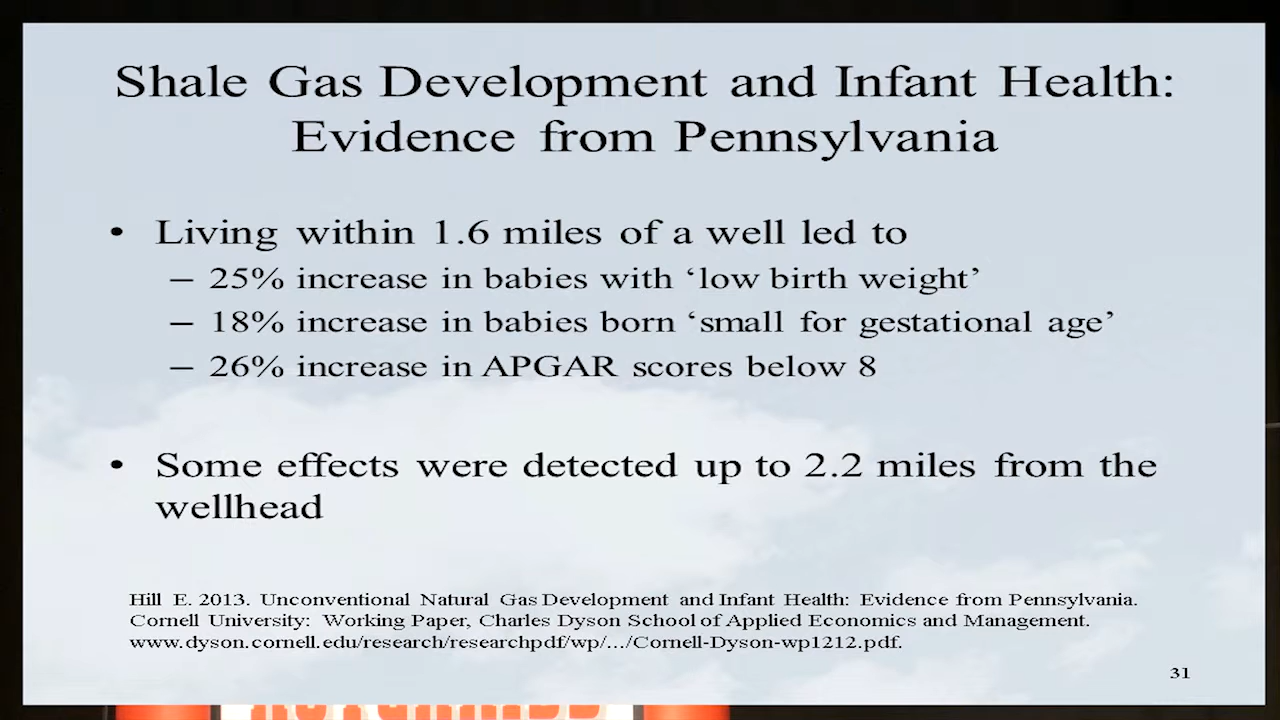 Shale Gas Development and Infant Health:
Evidence from Pennsylvania
• Living within 1.6 miles of a well led to
– 25% increase in babies with ‘low birth weight’
– 18% increase in babies born ‘small for gestational age’
– 26% increase in APGAR scores below 8
• Some effects were detected up to 2.2 miles from the
wellhead
Hill E. 2013. Unconventional Natural Gas Development and Infant Health: Evidence from Pennsylvania.
Cornell University: Working Paper, Charles Dyson School of Applied Economics and Management.
www.dyson.cornell.edu/research/researchpdf/wp/.../Cornell-Dyson-wp1212.pdf.
31